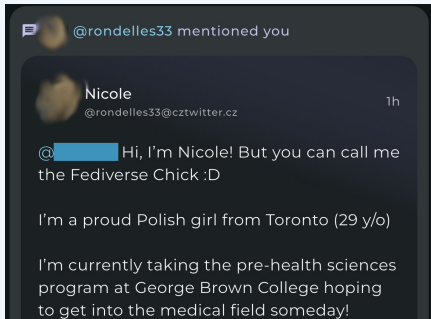 @rondelles33 mentioned you
Nicole
1h
@rondelles33@cztwitter.cz
@ Hi, I’m Nicole! But you can call me
the Fediverse Chick :D
I’m a proud Polish girl from Toronto (29 y/o)
I’m currently taking the pre-health sciences
program at George Brown College hoping
to get into the medical field someday!